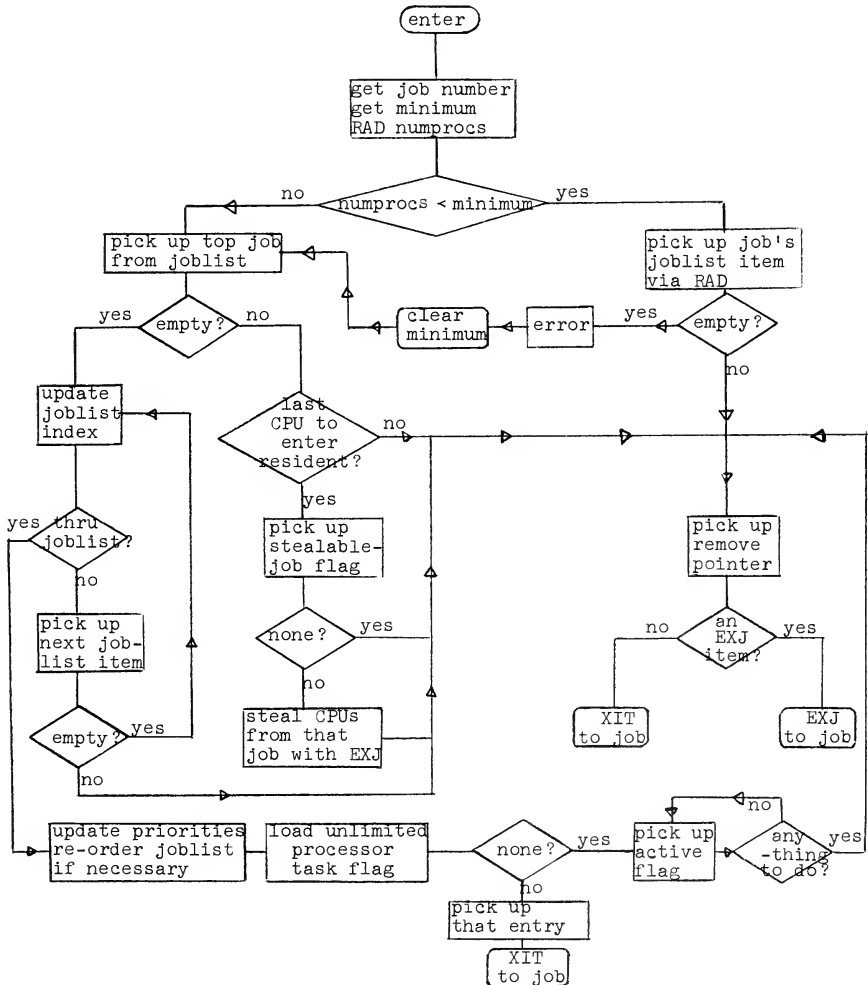 enter
get job number
get minimum
RAD numprocs
no
numprocs < minimum
yes
pick up top job
from joblist
pick up job's
joblist item
via RAD
yes
empty?
no
clear
minimum
error
yes
empty?
no
update
joblist
index
last
CPU to
enter
resident?
no
yes
yes
thru
joblist?
no
pick up
stealable-
job flag
pick up
remove
pointer
pick up
next job-
list item
none?
yes
no
no
an
EXJ
item?
yes
empty?
yes
no
steal CPUs
from that
job with EXJ
XIT
to job
EXJ
to job
update priorities
re-order joblist
if necessary
load unlimited
processor
task flag
none?
yes
no
pick up
active
flag
no
any
-thing
to do?
yes
pick up
that entry
XIT
to job